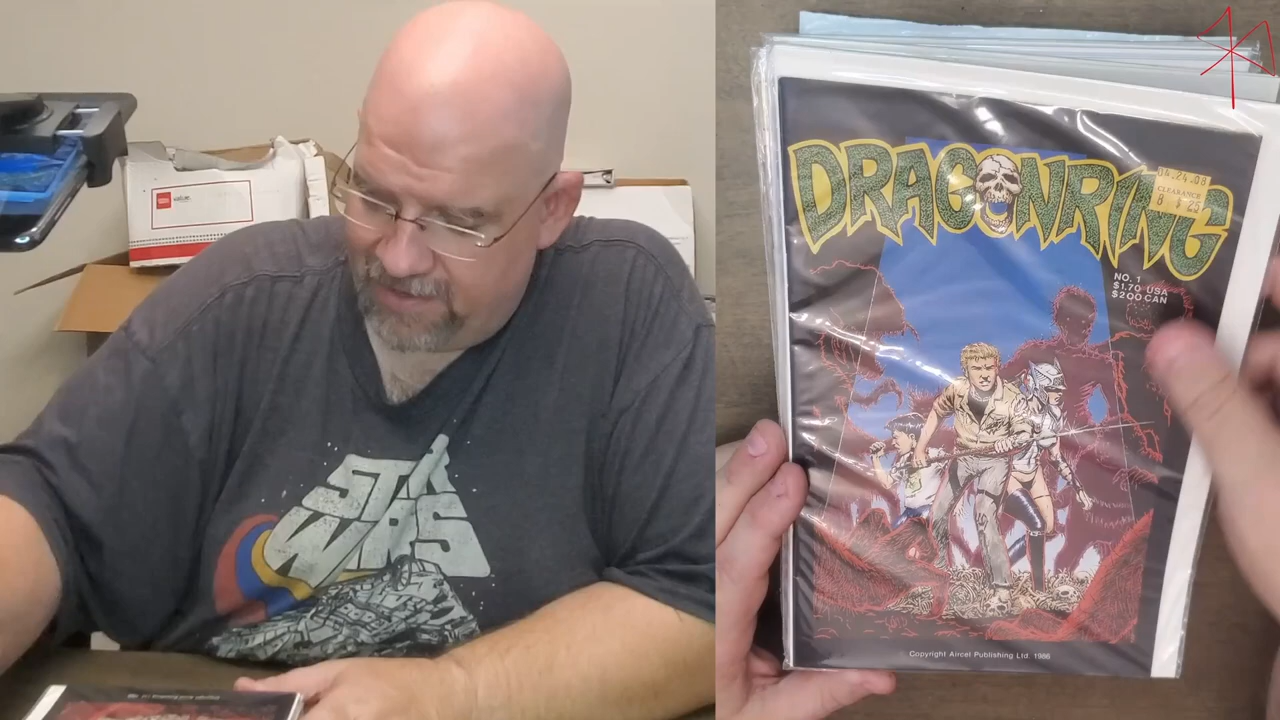 STAR
WARS
DRAGONRING
04.24.08
CLEARANCE
NO. 1
$1.70 USA
$2.00 CAN
Copyright Aircel Publishing Ltd. 1986